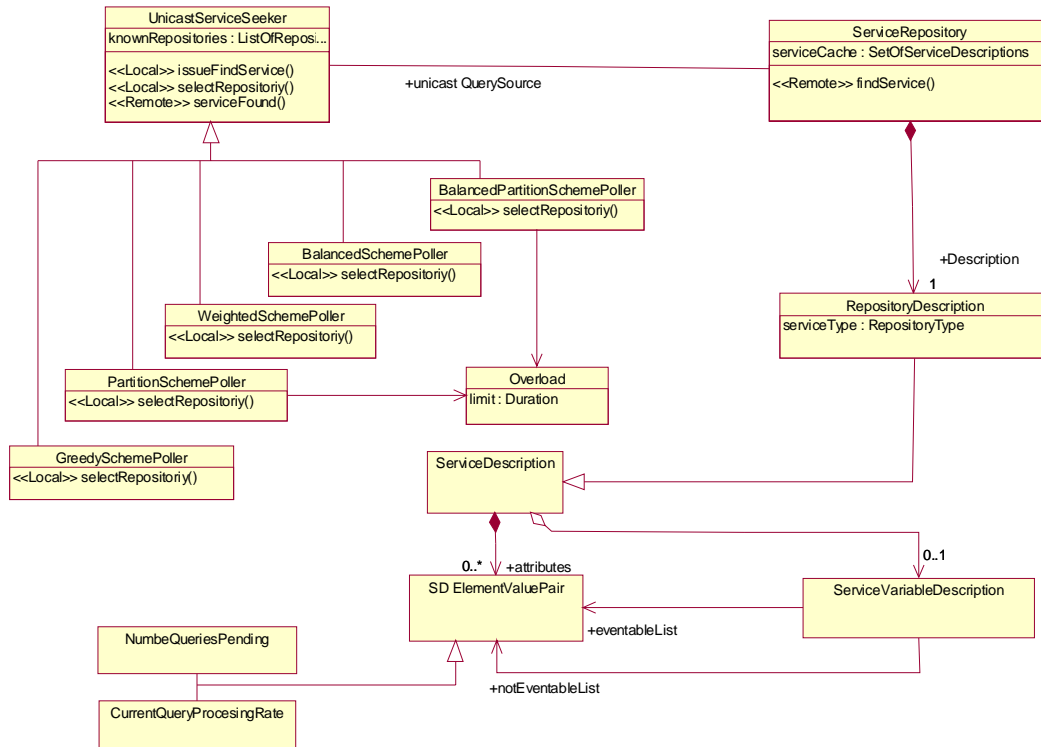 UnicastServiceSeeker
knownRepositories : ListOfReposi...
<<Local>> issueFindService()
<<Local>> selectRepositoriy()
<<Remote>> serviceFound()
+unicast QuerySource
ServiceRepository
serviceCache : SetOfServiceDescriptions
<<Remote>> findService()
BalancedPartitionSchemePoller
<<Local>> selectRepositoriy()
BalancedSchemePoller
<<Local>> selectRepositoriy()
+Description
1
WeightedSchemePoller
<<Local>> selectRepositoriy()
RepositoryDescription
serviceType : RepositoryType
PartitionSchemePoller
<<Local>> selectRepositoriy()
Overload
limit : Duration
GreedySchemePoller
<<Local>> selectRepositoriy()
ServiceDescription
0..*
+attributes
0..1
SD ElementValuePair
ServiceVariableDescription
+eventableList
NumbeQueriesPending
+notEventableList
CurrentQueryProcesingRate